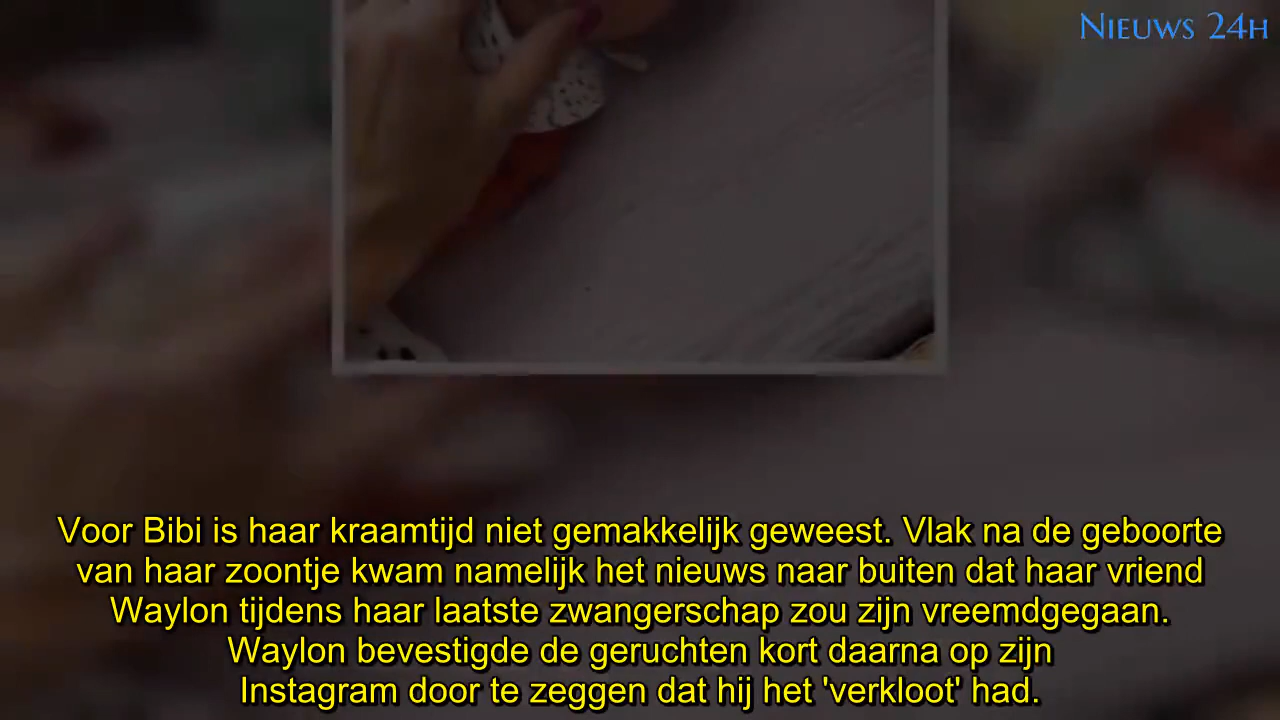 NIEUWS 24H
Voor Bibi is haar kraamtijd niet gemakkelijk geweest. Vlak na de geboorte
van haar zoontje kwam namelijk het nieuws naar buiten dat haar vriend
Waylon tijdens haar laatste zwangerschap zou zijn vreemdgegaan.
Waylon bevestigde de geruchten kort daarna op zijn
Instagram door te zeggen dat hij het 'verkloot' had.